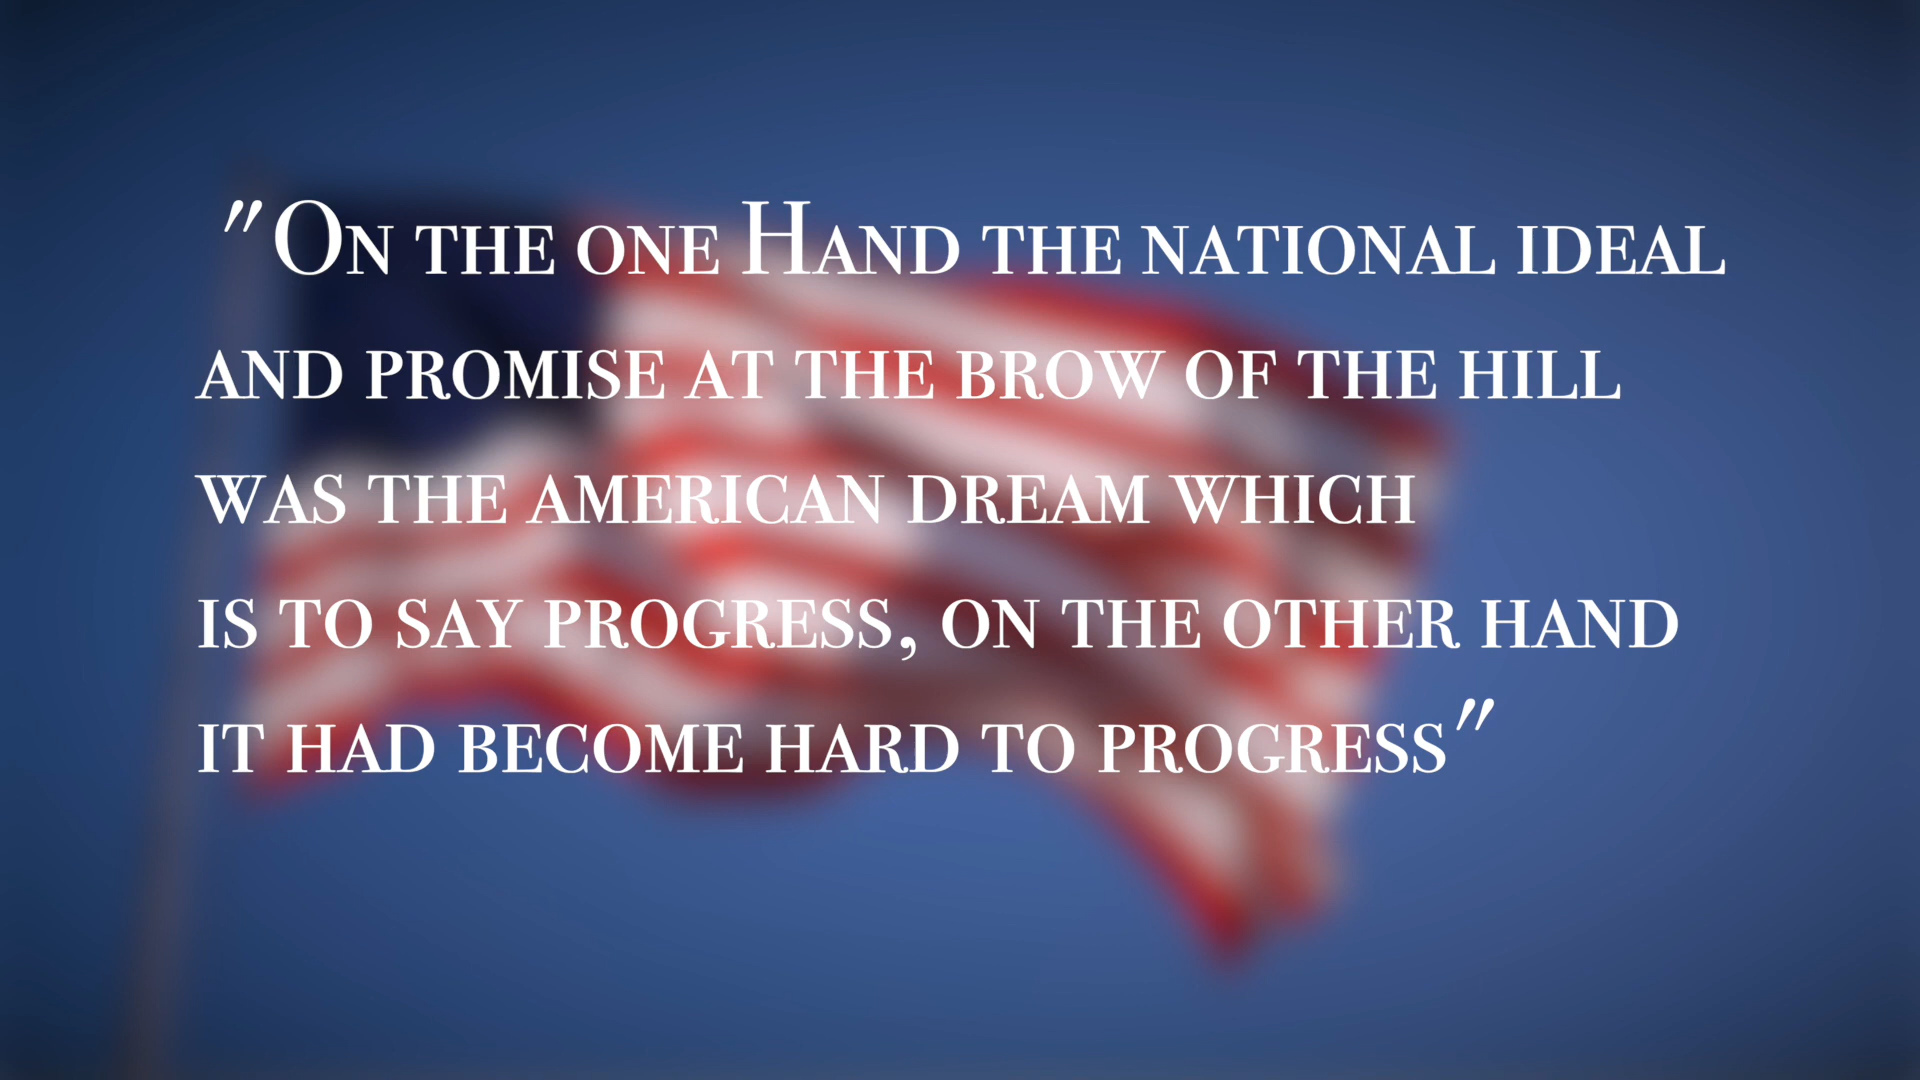 "On the one Hand the national ideal
and promise at the brow of the hill
was the american dream which
is to say progress, on the other hand
it had become hard to progress"